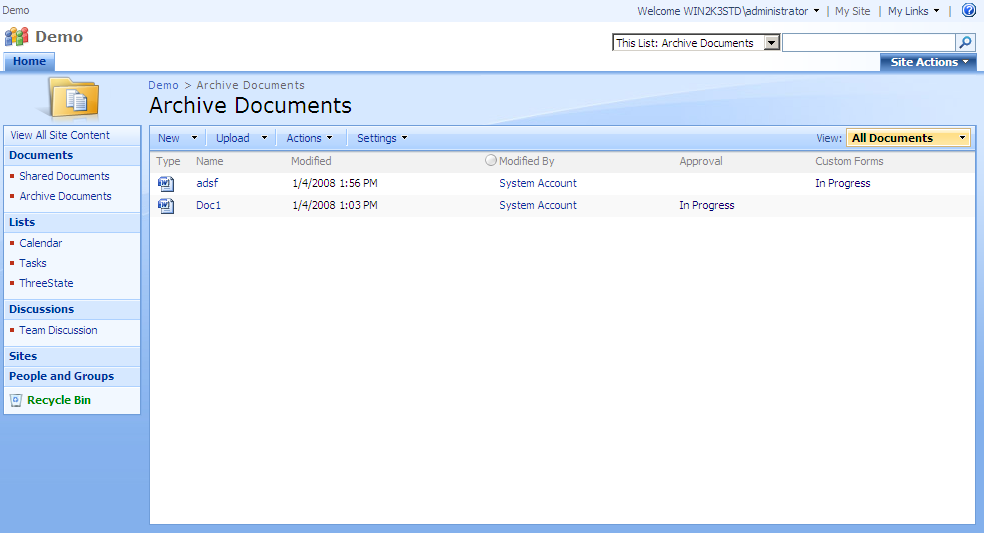 Demo Welcome WIN2K3STD\administrator | My Site | My Links |
Demo
This List: Archive Documents
Home Site Actions
Demo > Archive Documents
Archive Documents
View All Site Content
Documents
Shared Documents
Archive Documents
Lists
Calendar
Tasks
ThreeState
Discussions
Team Discussion
Sites
People and Groups
Recycle Bin
New Upload Actions Settings View: All Documents
Type Name Modified Modified By Approval Custom Forms
adsf 1/4/2008 1:56 PM System Account In Progress
Doc1 1/4/2008 1:03 PM System Account In Progress